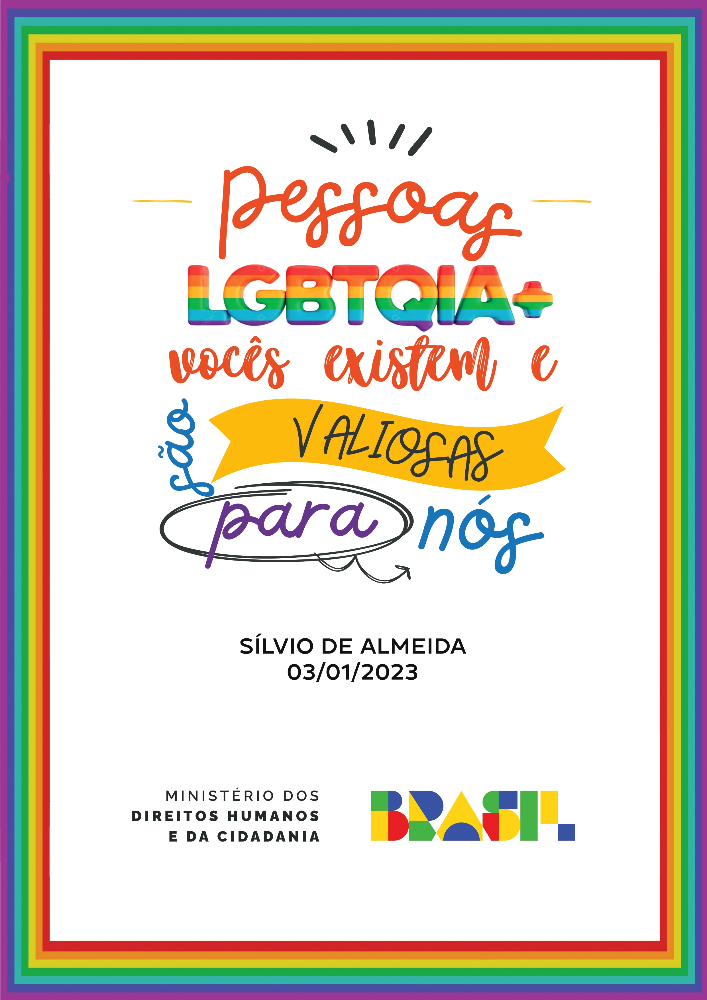 pessoas
LGBTQIA+
vocês existem e
são VALIOSAS
para nós
SÍLVIO DE ALMEIDA
03/01/2023
MINISTÉRIO DOS
DIREITOS HUMANOS
E DA CIDADANIA
BRASIL